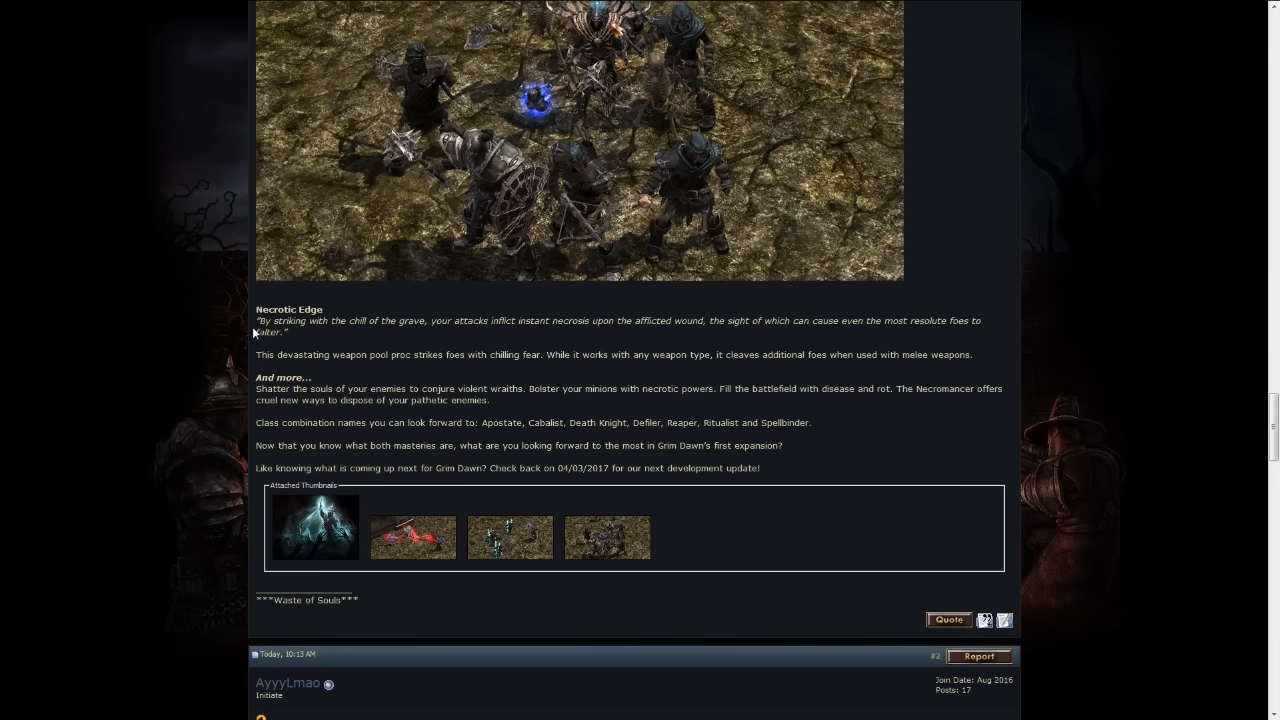 Necrotic Edge
"By striking with the chill of the grave, your attacks inflict instant necrosis upon the afflicted wound, the sight of which can cause even the most resolute foes to
falter."
This devastating weapon pool proc strikes foes with chilling fear. While it works with any weapon type, it cleaves additional foes when used with melee weapons.
And more...
Shatter the souls of your enemies to conjure violent wraiths. Bolster your minions with necrotic powers. Fill the battlefield with disease and rot. The Necromancer offers
cruel new ways to dispose of your pathetic enemies.
Class combination names you can look forward to: Apostate, Cabalist, Death Knight, Defiler, Reaper, Ritualist and Spellbinder.
Now that you know what both masteries are, what are you looking forward to the most in Grim Dawn's first expansion?
Like knowing what is coming up next for Grim Dawn? Check back on 04/03/2017 for our next development update!
Attached Thumbnails
***Waste of Souls***
Quote
Today, 10:13 AM
#2 Report
AyyyLmao
Initiate
Join Date: Aug 2016
Posts: 17